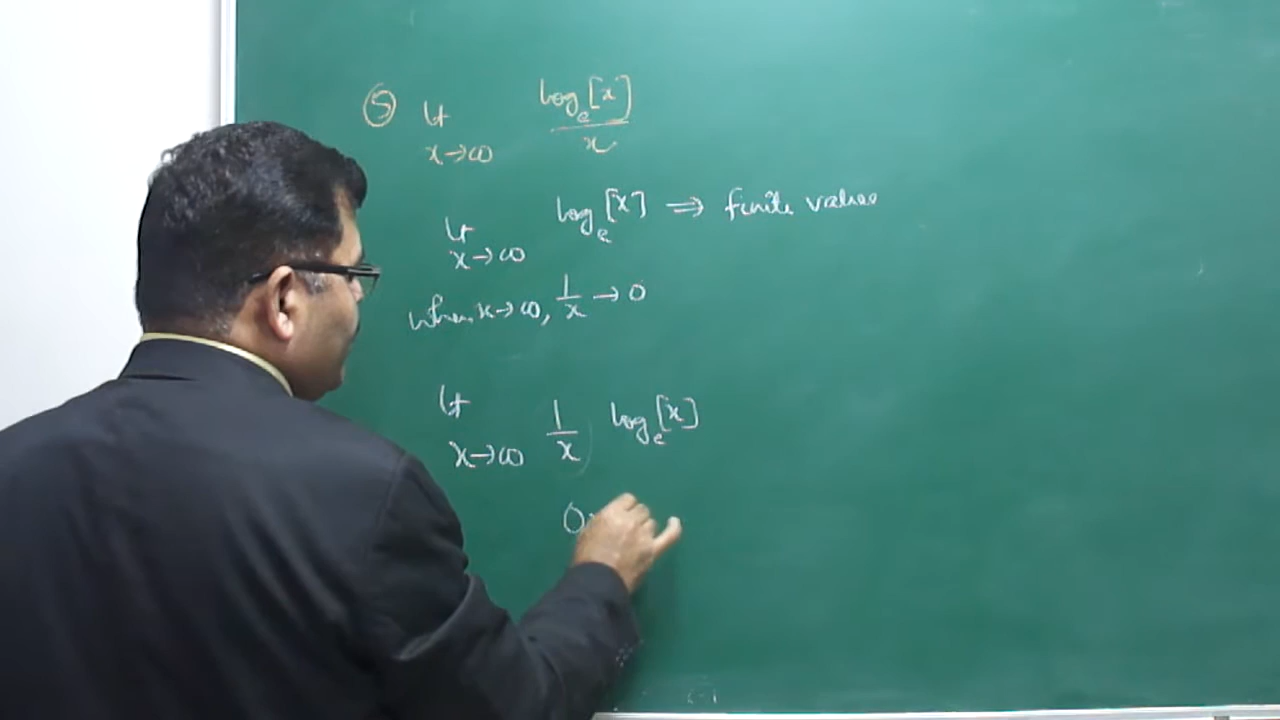 ⑤ Lt x→∞ log_e[x] / x
Lt x→∞ log_e[x] ⇒ finite values
when x→∞, 1/x → 0
Lt x→∞ 1/x log_e[x]
0